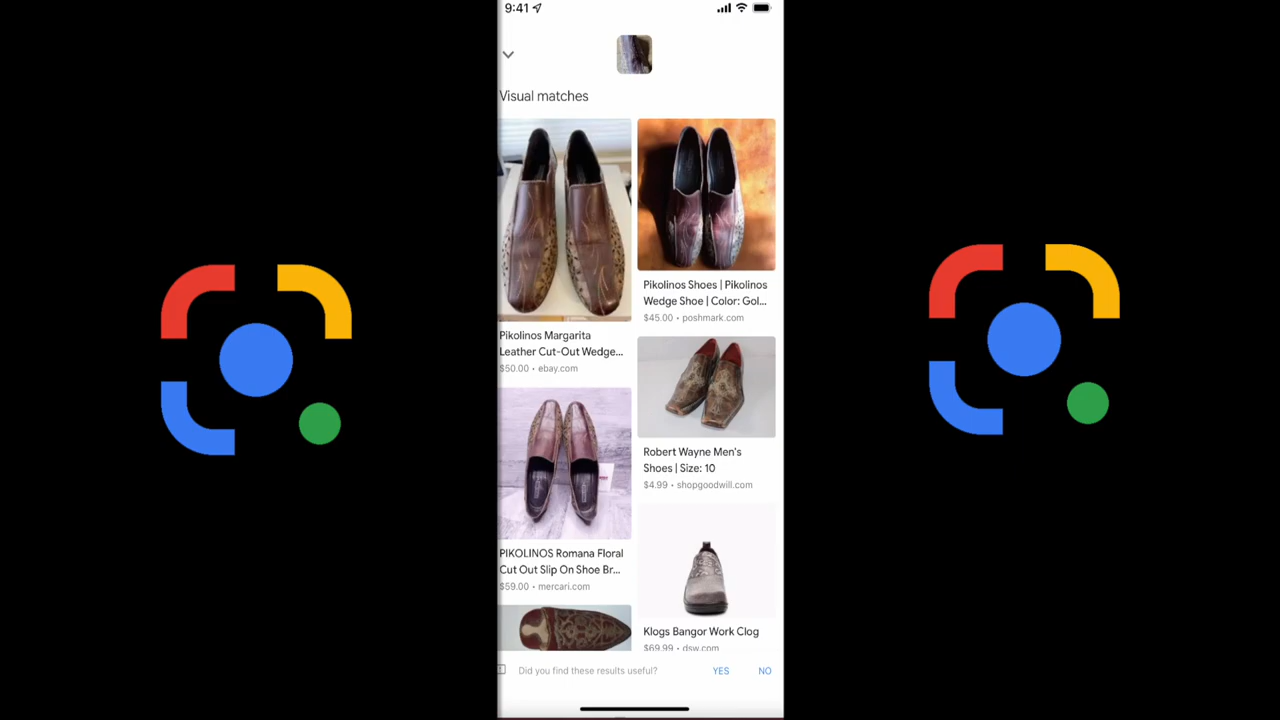 9:41
Visual matches
Pikolinos Margarita
Leather Cut-Out Wedge...
$50.00 • ebay.com
PIKOLINOS Romana Floral
Cut Out Slip On Shoe Br...
$59.00 • mercari.com
Pikolinos Shoes | Pikolinos
Wedge Shoe | Color: Gol...
$45.00 • poshmark.com
Robert Wayne Men's
Shoes | Size: 10
$4.99 • shopgoodwill.com
Klogs Bangor Work Clog
$69.99 • dsw.com
Did you find these results useful?
YES
NO